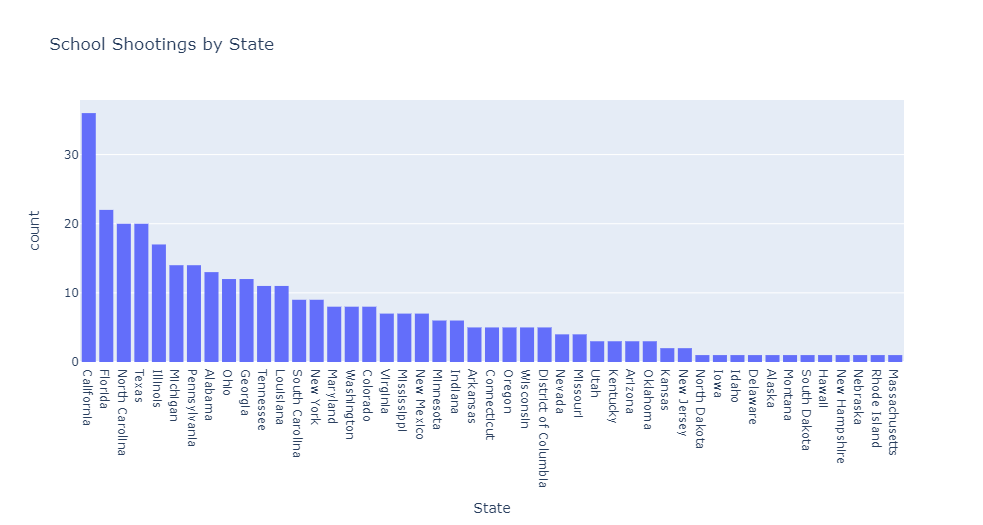 School Shootings by State
count
30
20
10
0
California
Florida
North Carolina
Texas
Illinois
Michigan
Pennsylvania
Alabama
Ohio
Georgia
Tennessee
Louisiana
South Carolina
New York
Maryland
Washington
Colorado
Virginia
Mississippi
New Mexico
Minnesota
Indiana
Arkansas
Connecticut
Oregon
Wisconsin
District of Columbia
Nevada
Missouri
Utah
Kentucky
Arizona
Oklahoma
Kansas
New Jersey
North Dakota
Iowa
Idaho
Delaware
Alaska
Montana
South Dakota
Hawaii
New Hampshire
Nebraska
Rhode Island
Massachusetts
State